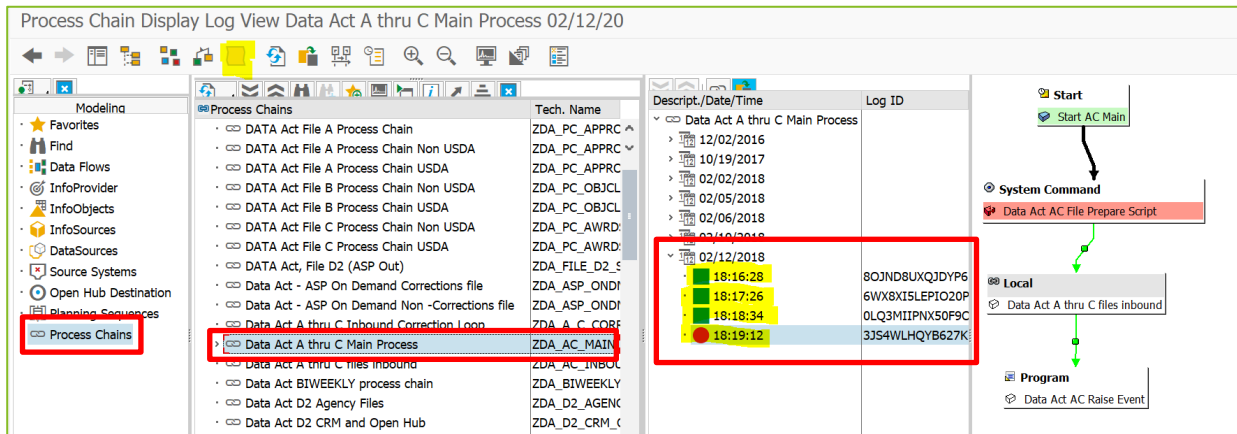 Process Chain Display Log View Data Act A thru C Main Process 02/12/20
Modeling
Favorites
Find
Data Flows
InfoProvider
InfoObjects
InfoSources
DataSources
Source Systems
Open Hub Destination
Planning Sequences
Process Chains
Process Chains Tech. Name
DATA Act File A Process Chain ZDA_PC_APPRC
DATA Act File A Process Chain Non USDA ZDA_PC_APPRC
DATA Act File A Process Chain USDA ZDA_PC_APPRC
DATA Act File B Process Chain Non USDA ZDA_PC_OBJCL
DATA Act File B Process Chain USDA ZDA_PC_OBJCL
DATA Act File C Process Chain Non USDA ZDA_PC_AWRD
DATA Act File C Process Chain USDA ZDA_PC_AWRD
DATA Act, File D2 (ASP Out) ZDA_FILE_D2_S
Data Act - ASP On Demand Corrections file ZDA_ASP_ONDM
Data Act - ASP On Demand Non -Corrections file ZDA_ASP_ONDM
Data Act A thru C Inbound Correction Loop ZDA_A_C_CORR
Data Act A thru C Main Process ZDA_AC_MAIN
Data Act A thru C files inbound ZDA_AC_INBOU
Data Act BIWEEKLY process chain ZDA_BIWEEKLY
Data Act D2 Agency Files ZDA_D2_AGENC
Data Act D2 CRM and Open Hub ZDA_D2_CRM_
Descript./Date/Time Log ID
Data Act A thru C Main Process
12/02/2016
10/19/2017
02/02/2018
02/05/2018
02/06/2018
02/10/2018
02/12/2018
18:16:28 8OJND8UXQJDYP6
18:17:26 6WX8XI5LEPIO20P
18:18:34 0LQ3MIIPNX50F9C
18:19:12 3JS4WLHQYB627K
Start
Start AC Main
System Command
Data Act AC File Prepare Script
Local
Data Act A thru C files inbound
Program
Data Act AC Raise Event